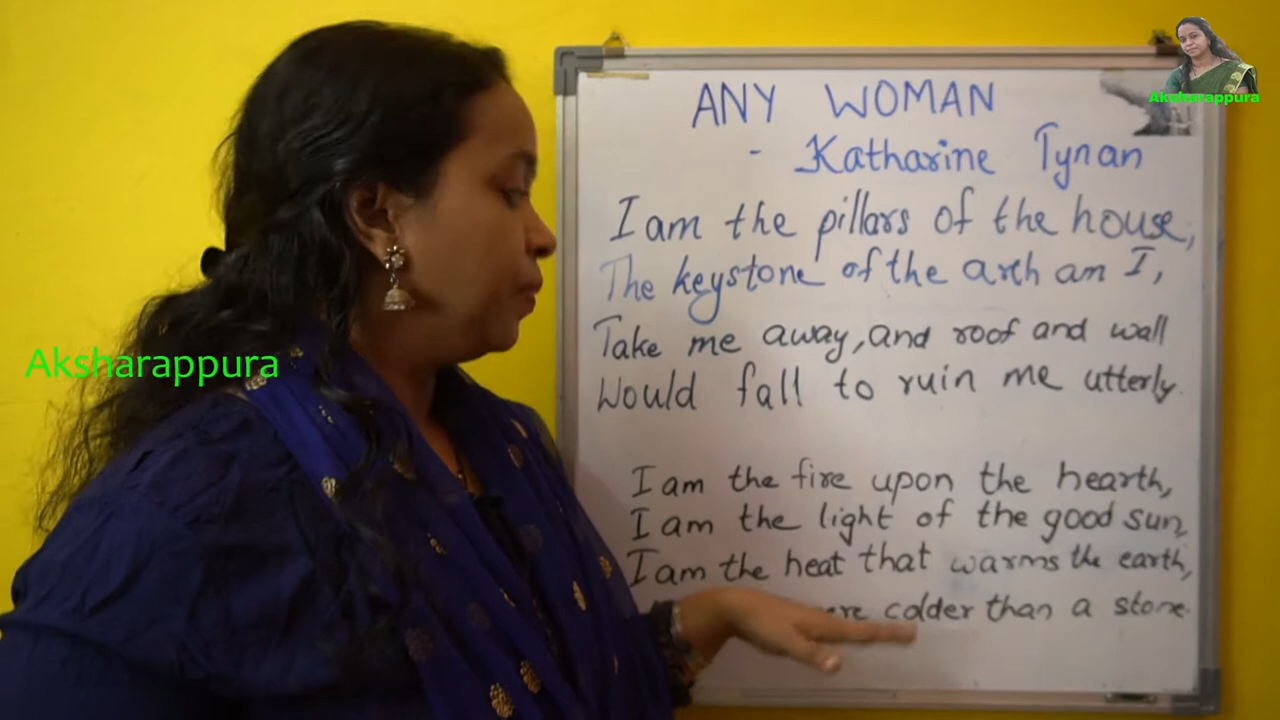 ANY WOMAN
- Katharine Tynan
I am the pillars of the house,
The keystone of the arch am I,
Take me away, and roof and wall
Would fall to ruin me utterly.
I am the fire upon the hearth,
I am the light of the good sun,
I am the heat that warms the earth,
colder than a stone.
Aksharappura
Aksharappura